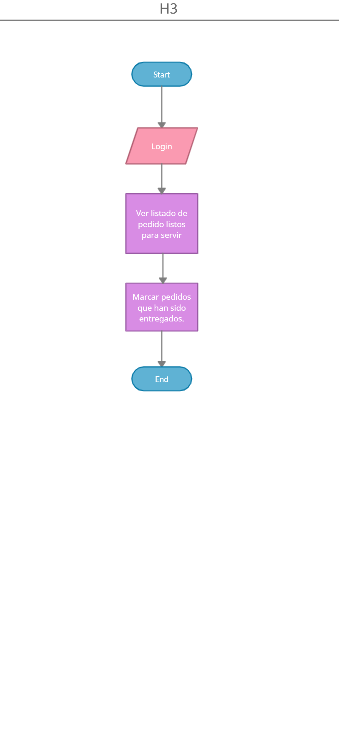 H3
Start
Login
Ver listado de
pedido listos
para servir
Marcar pedidos
que han sido
entregados.
End